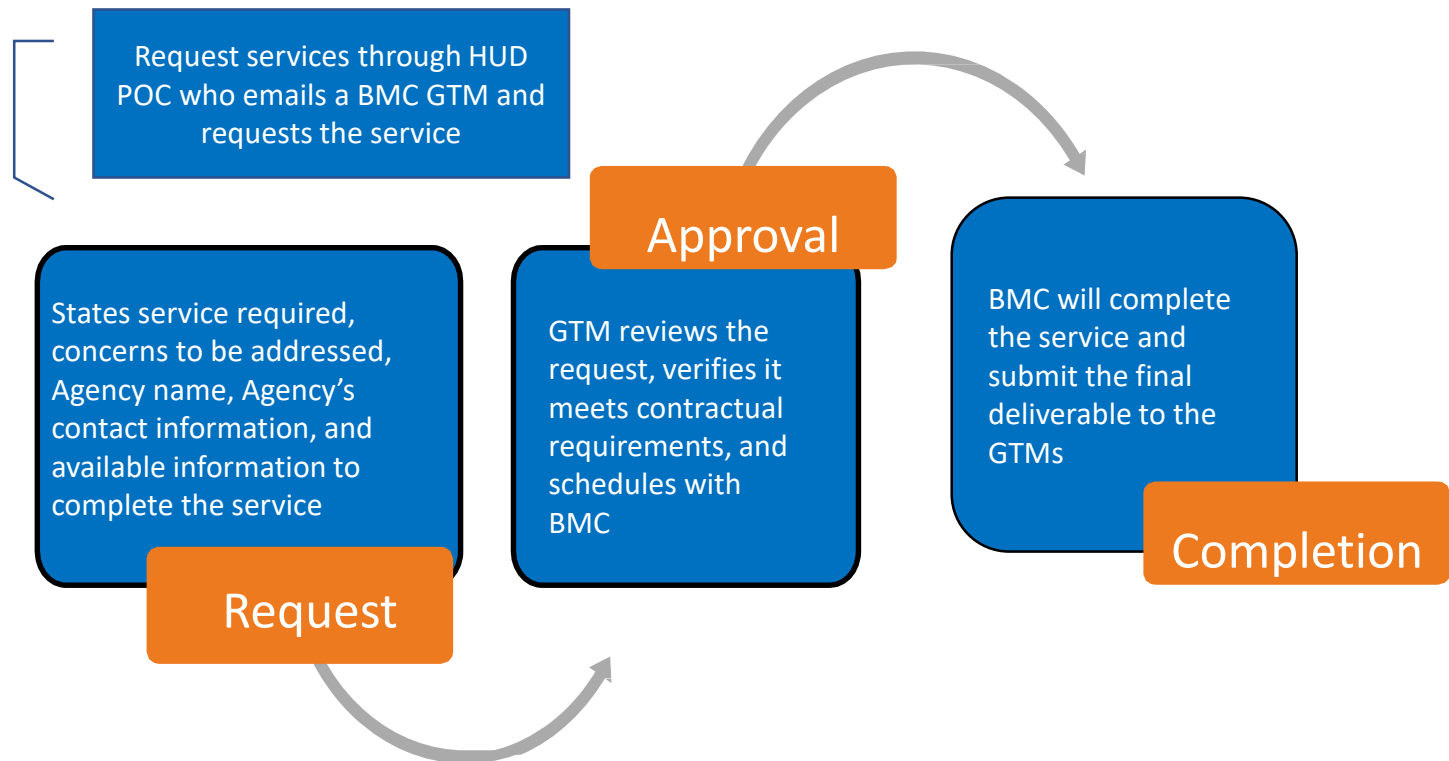 Request services through HUD
POC who emails a BMC GTM and
requests the service
States service required,
concerns to be addressed,
Agency name, Agency’s
contact information, and
available information to
complete the service
Request
Approval
GTM reviews the
request, verifies it
meets contractual
requirements, and
schedules with
BMC
BMC will complete
the service and
submit the final
deliverable to the
GTMs
Completion